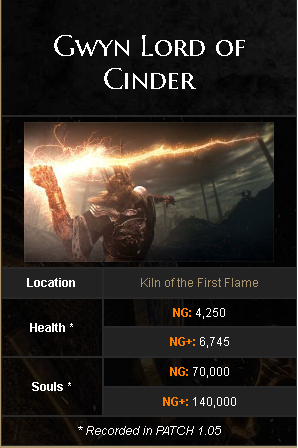 Gwyn Lord of
Cinder
Location
Kiln of the First Flame
Health *
NG: 4,250
NG+: 6,745
Souls *
NG: 70,000
NG+: 140,000
* Recorded in PATCH 1.05